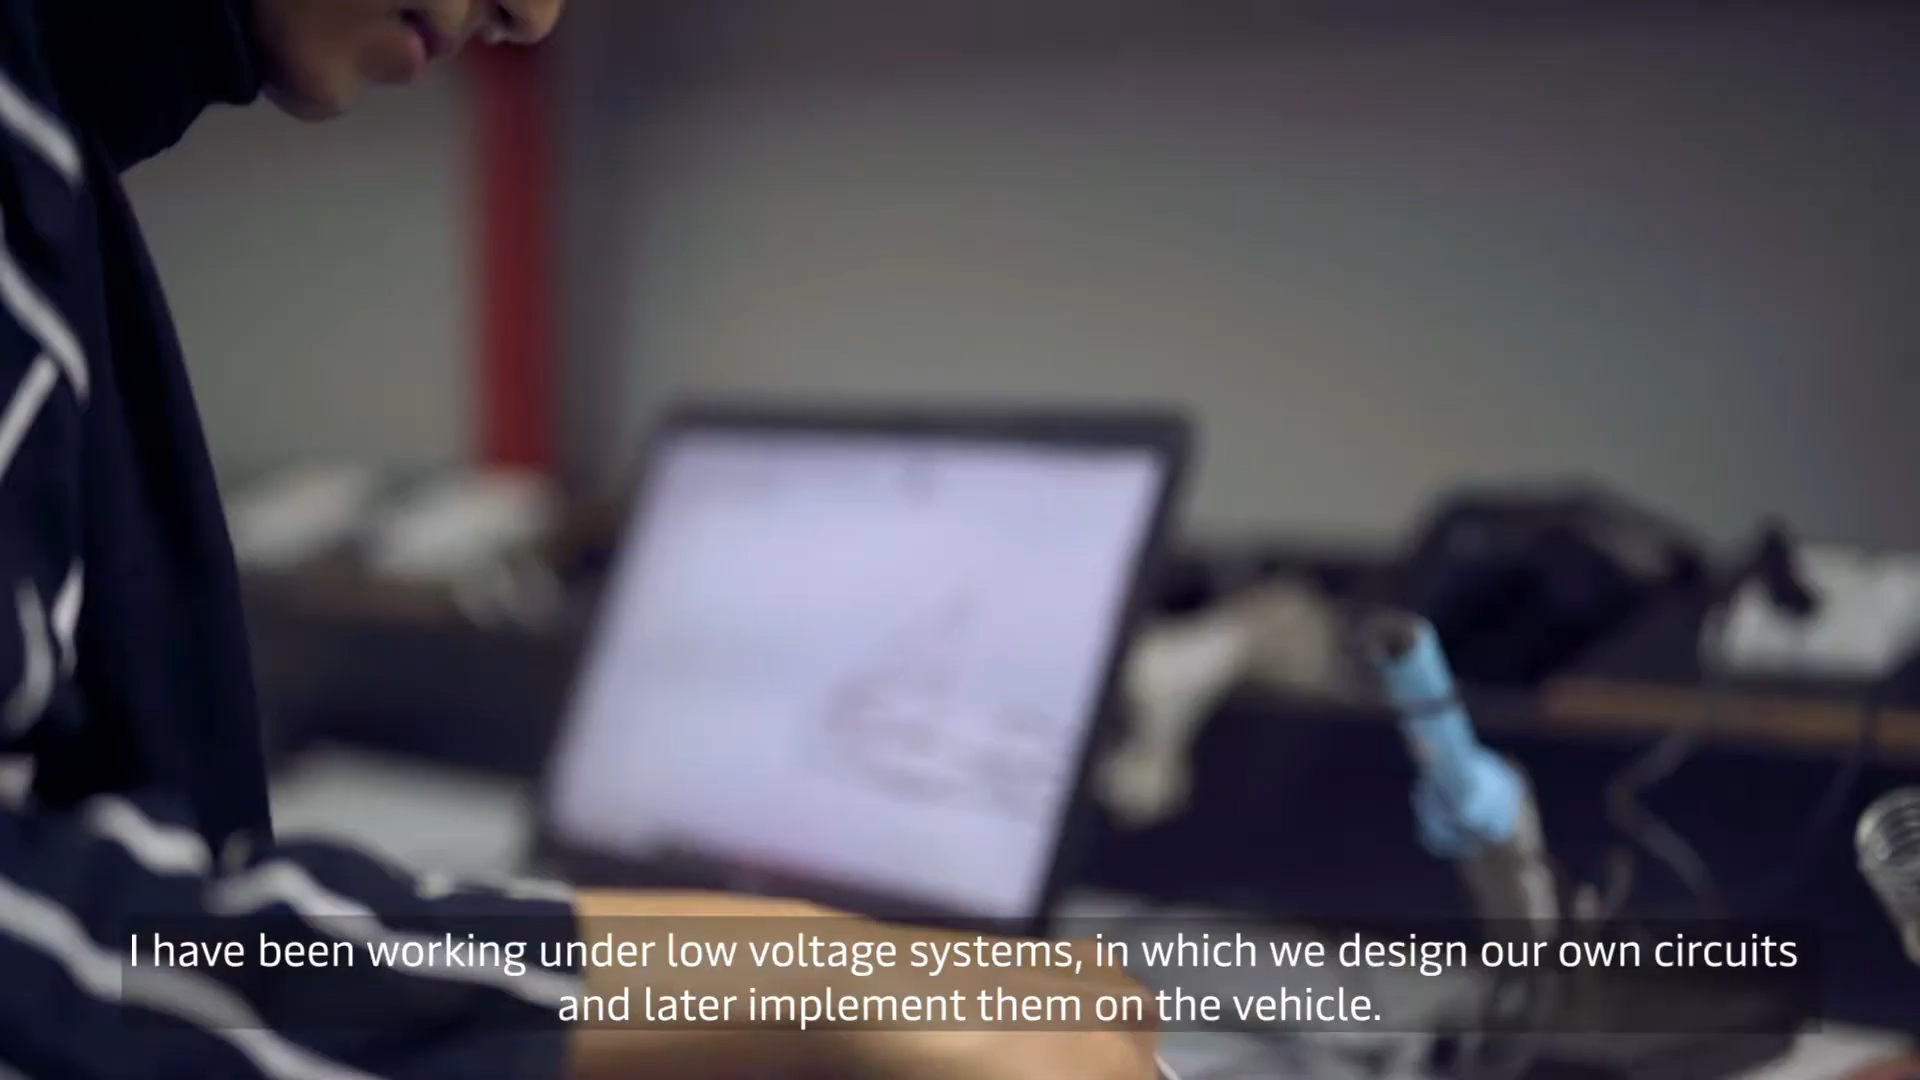 I have been working under low voltage systems, in which we design our own circuits
and later implement them on the vehicle.